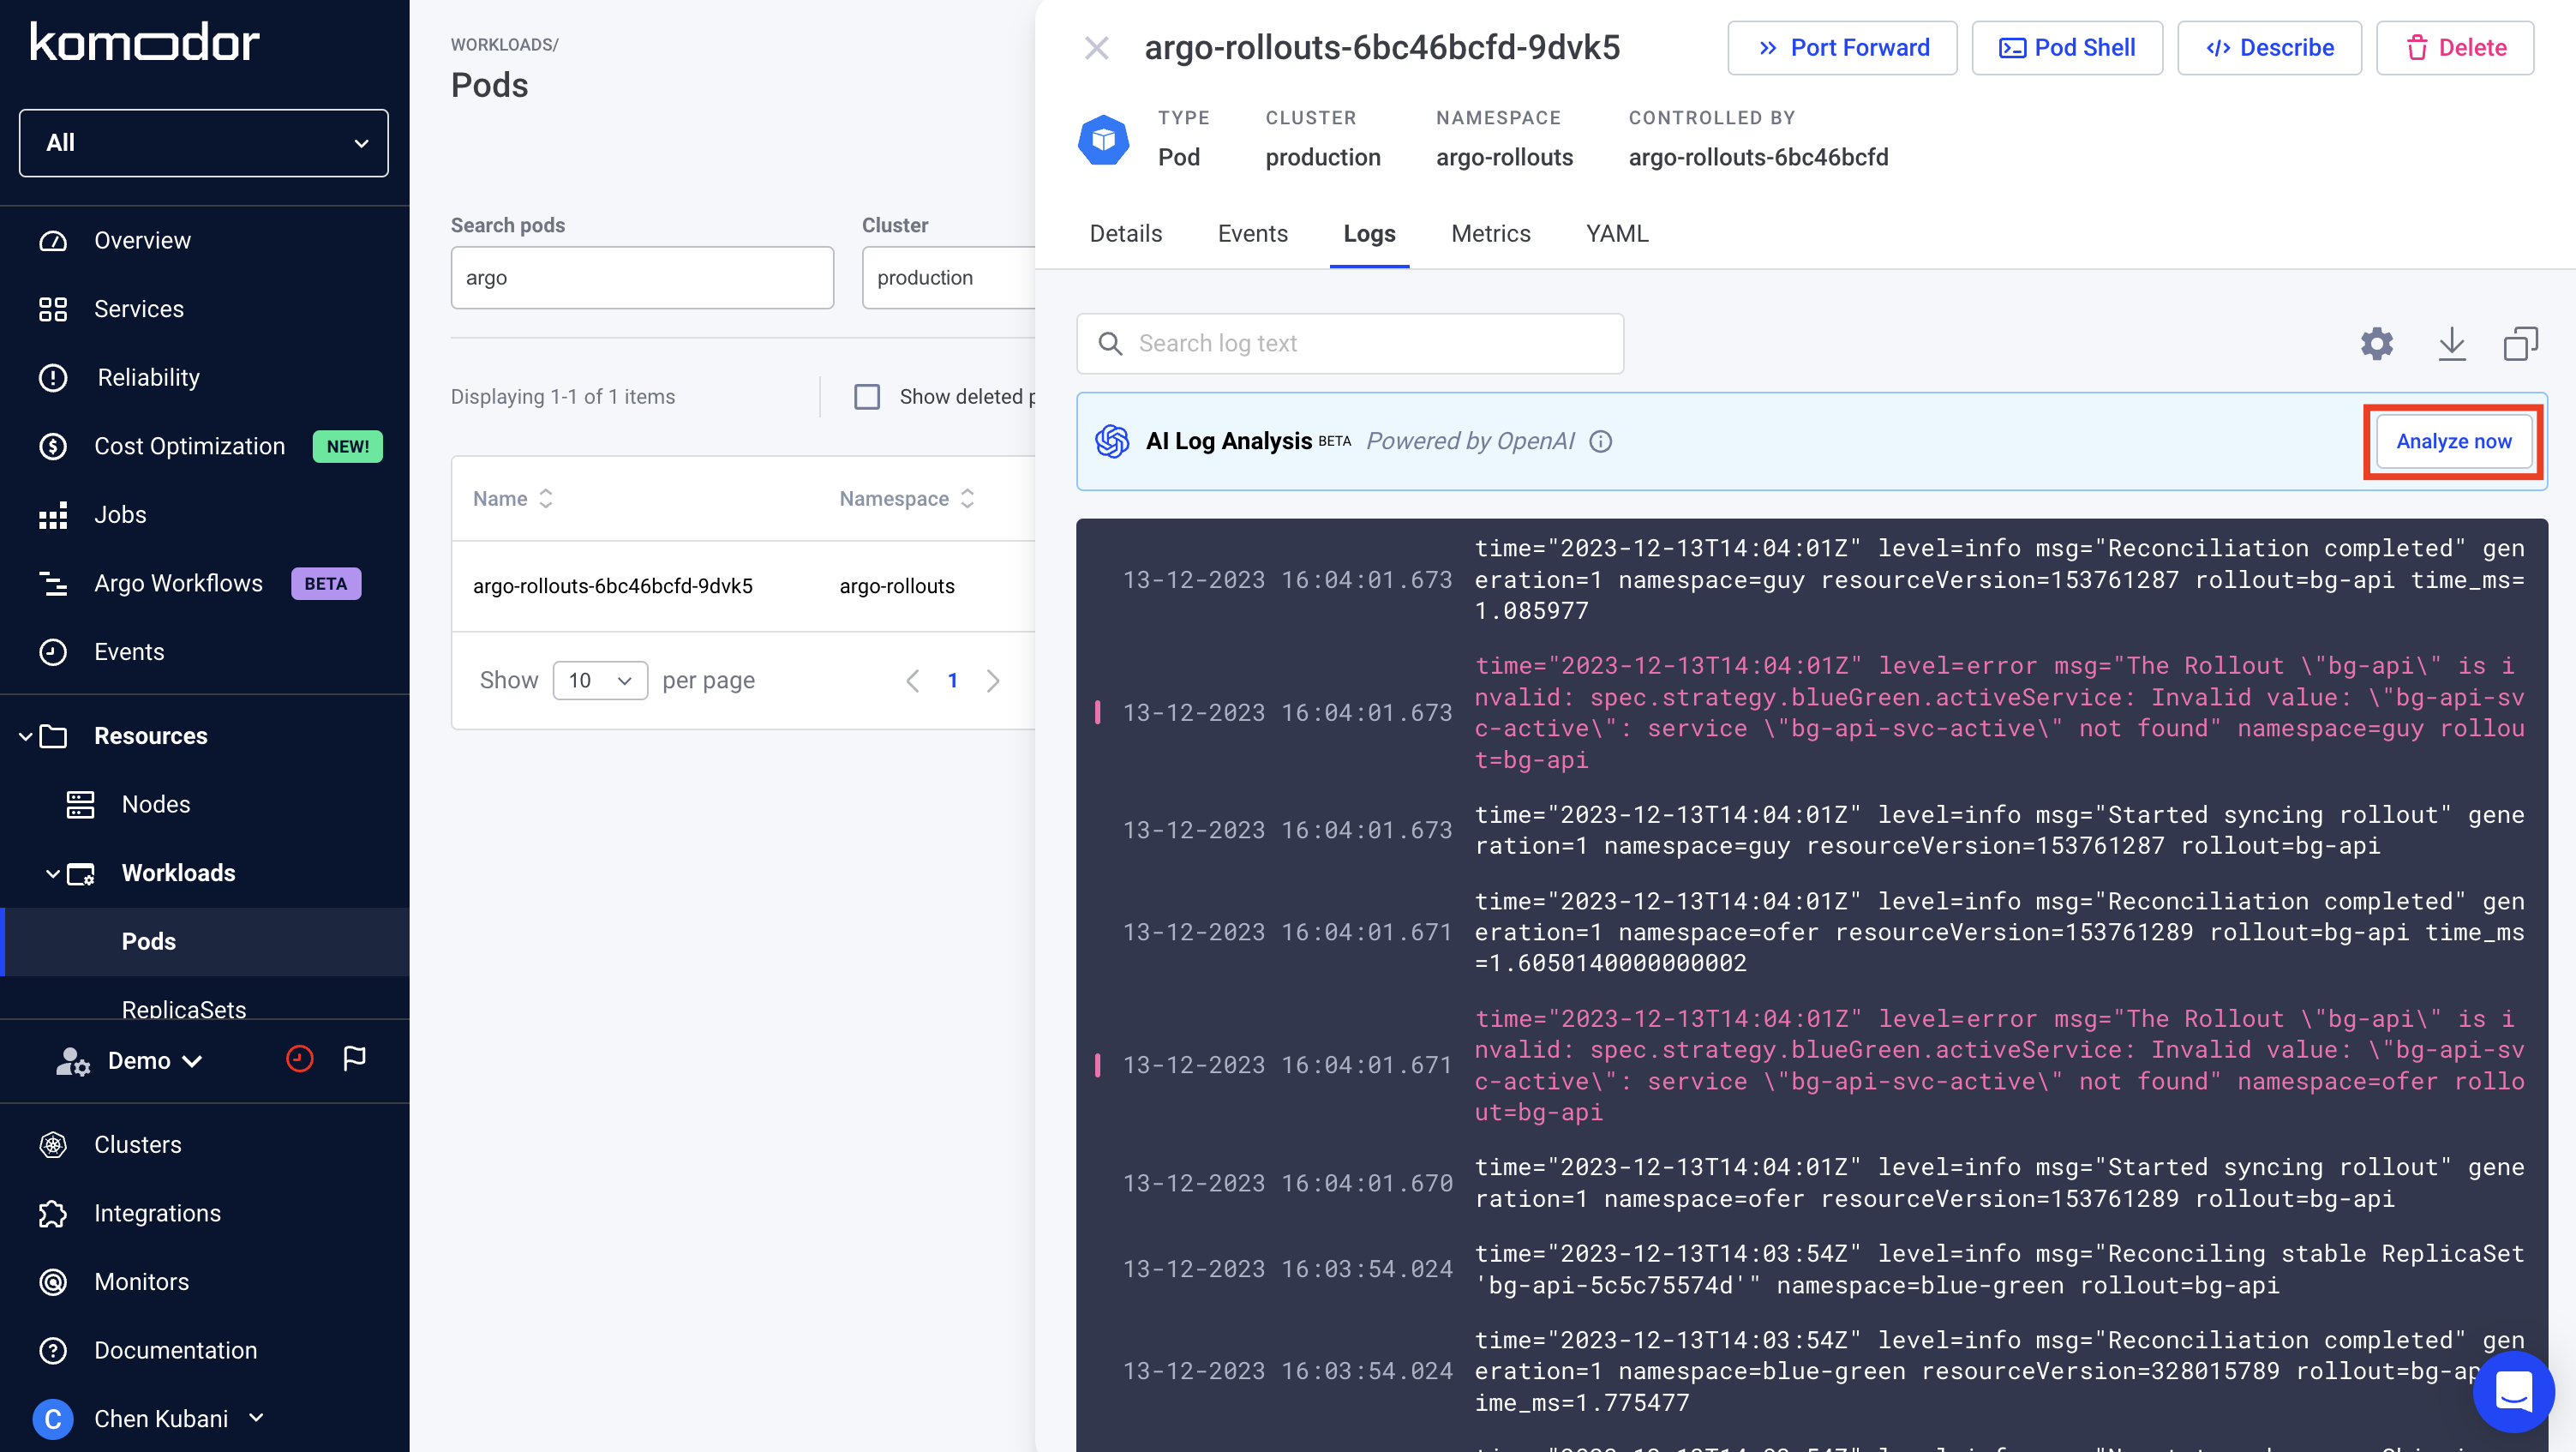 komodor
All
Overview
Services
Reliability
Cost Optimization NEW!
Jobs
Argo Workflows BETA
Events
Resources
Nodes
Workloads
Pods
ReplicaSets
Demo
Clusters
Integrations
Monitors
Documentation
C Chen Kubani
WORKLOADS/
Pods
Search pods
argo
Cluster
production
Displaying 1-1 of 1 items
Show deleted
Name
Namespace
argo-rollouts-6bc46bcfd-9dvk5
argo-rollouts
Show 10 per page
1
argo-rollouts-6bc46bcfd-9dvk5
Port Forward
Pod Shell
Describe
Delete
TYPE
Pod
CLUSTER
production
NAMESPACE
argo-rollouts
CONTROLLED BY
argo-rollouts-6bc46bcfd
Details
Events
Logs
Metrics
YAML
Search log text
AI Log Analysis BETA Powered by OpenAI
Analyze now
13-12-2023 16:04:01.673
time="2023-12-13T14:04:01Z" level=info msg="Reconciliation completed" gen
eration=1 namespace=guy resourceVersion=153761287 rollout=bg-api time_ms=
1.085977
13-12-2023 16:04:01.673
time="2023-12-13T14:04:01Z" level=error msg="The Rollout \"bg-api\" is i
nvalid: spec.strategy.blueGreen.activeService: Invalid value: \"bg-api-sv
c-active\": service \"bg-api-svc-active\" not found" namespace=guy rollou
t=bg-api
13-12-2023 16:04:01.673
time="2023-12-13T14:04:01Z" level=info msg="Started syncing rollout" gene
ration=1 namespace=guy resourceVersion=153761287 rollout=bg-api
13-12-2023 16:04:01.671
time="2023-12-13T14:04:01Z" level=info msg="Reconciliation completed" gen
eration=1 namespace=ofer resourceVersion=153761289 rollout=bg-api time_ms
=1.6050140000000002
13-12-2023 16:04:01.671
time="2023-12-13T14:04:01Z" level=error msg="The Rollout \"bg-api\" is i
nvalid: spec.strategy.blueGreen.activeService: Invalid value: \"bg-api-sv
c-active\": service \"bg-api-svc-active\" not found" namespace=ofer rollo
ut=bg-api
13-12-2023 16:04:01.670
time="2023-12-13T14:04:01Z" level=info msg="Started syncing rollout" gene
ration=1 namespace=ofer resourceVersion=153761289 rollout=bg-api
13-12-2023 16:03:54.024
time="2023-12-13T14:03:54Z" level=info msg="Reconciling stable ReplicaSet
'bg-api-5c5c75574d'" namespace=blue-green rollout=bg-api
13-12-2023 16:03:54.024
time="2023-12-13T14:03:54Z" level=info msg="Reconciliation completed" gen
eration=1 namespace=blue-green resourceVersion=328015789 rollout=bg-ap
ime_ms=1.775477